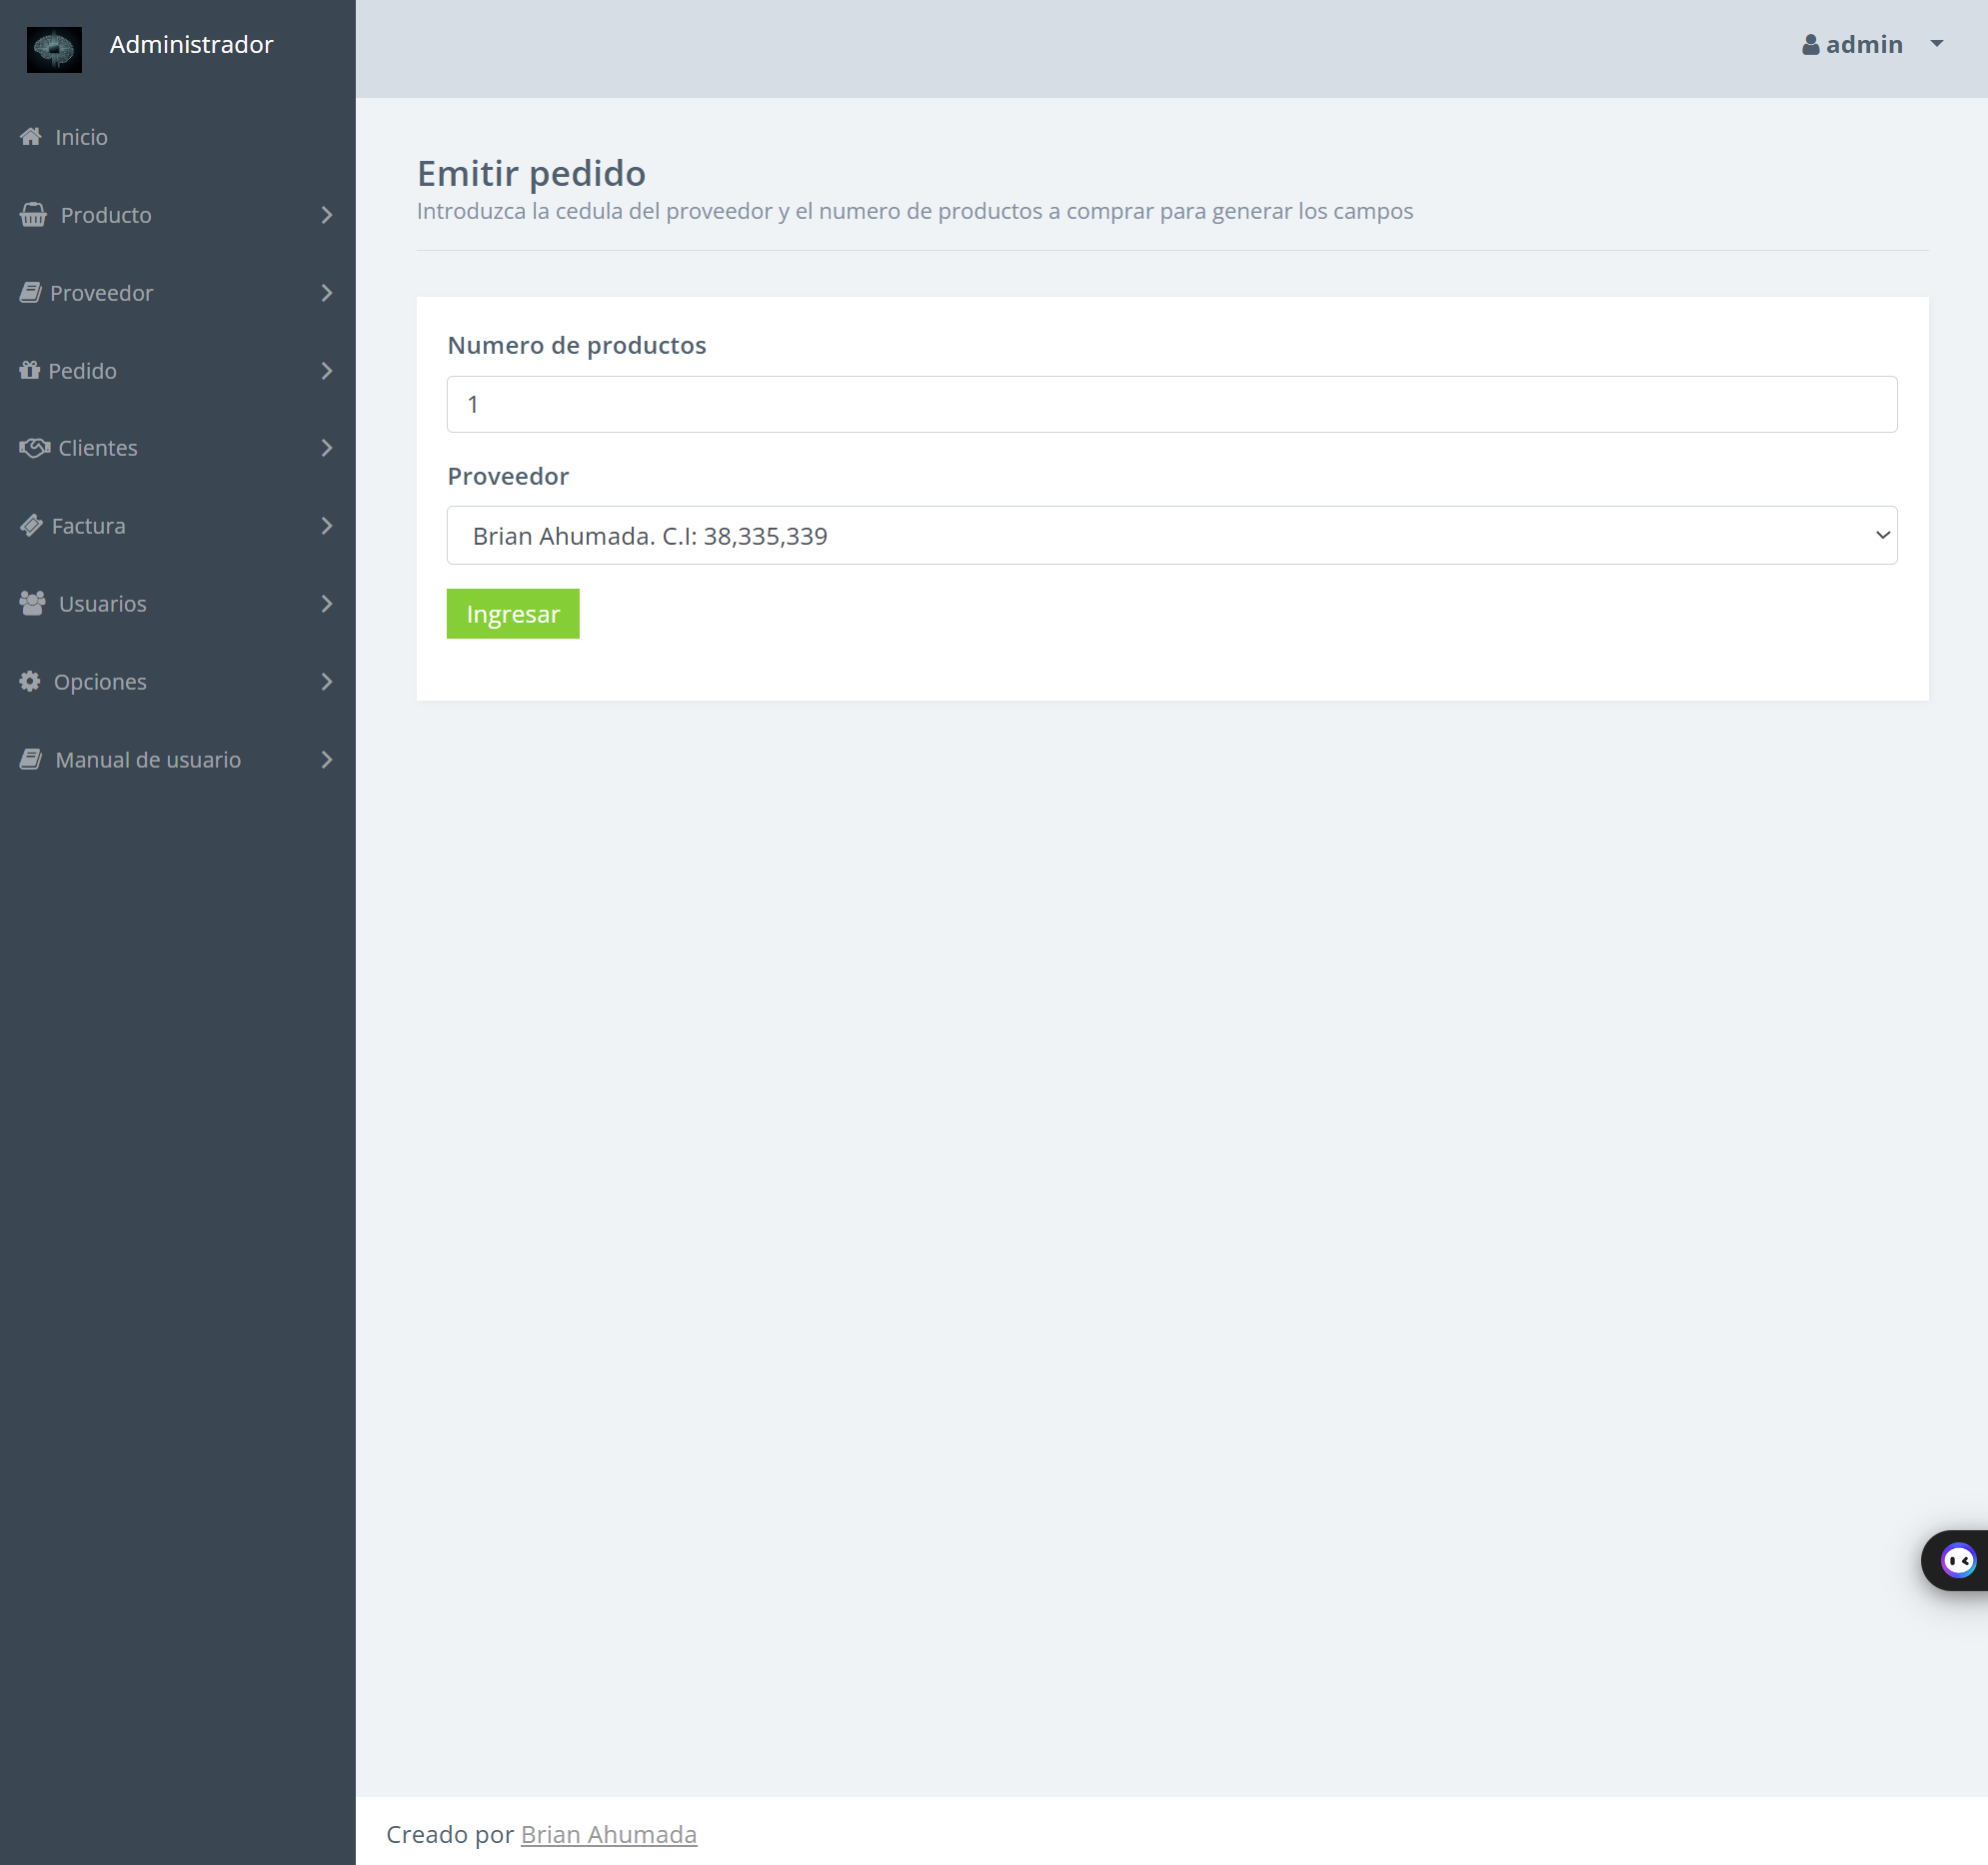 Administrador
admin
Inicio
Producto
Proveedor
Pedido
Clientes
Factura
Usuarios
Opciones
Manual de usuario
Emitir pedido
Introduzca la cedula del proveedor y el numero de productos a comprar para generar los campos
Numero de productos
1
Proveedor
Brian Ahumada. C.I: 38,335,339
Ingresar
Creado por Brian Ahumada